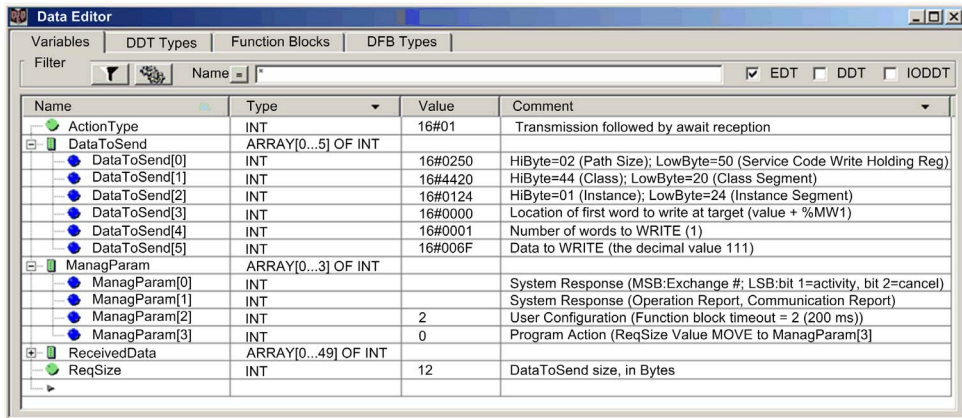 Data Editor
Variables DDT Types Function Blocks DFB Types
Filter
Name = * EDT DDT IODDT
Name Type Value Comment
ActionType INT 16#01 Transmission followed by await reception
DataToSend ARRAY[0...5] OF INT
DataToSend[0] INT 16#0250 HiByte=02 (Path Size); LowByte=50 (Service Code Write Holding Reg)
DataToSend[1] INT 16#4420 HiByte=44 (Class); LowByte=20 (Class Segment)
DataToSend[2] INT 16#0124 HiByte=01 (Instance); LowByte=24 (Instance Segment)
DataToSend[3] INT 16#0000 Location of first word to write at target (value + %MW1)
DataToSend[4] INT 16#0001 Number of words to WRITE (1)
DataToSend[5] INT 16#006F Data to WRITE (the decimal value 111)
ManagParam ARRAY[0...3] OF INT
ManagParam[0] INT System Response (MSB:Exchange #; LSB:bit 1=activity, bit 2=cancel)
ManagParam[1] INT System Response (Operation Report, Communication Report)
ManagParam[2] INT 2 User Configuration (Function block timeout = 2 (200 ms))
ManagParam[3] INT 0 Program Action (ReqSize Value MOVE to ManagParam[3]
ReceivedData ARRAY[0...49] OF INT
ReqSize INT 12 DataToSend size, in Bytes